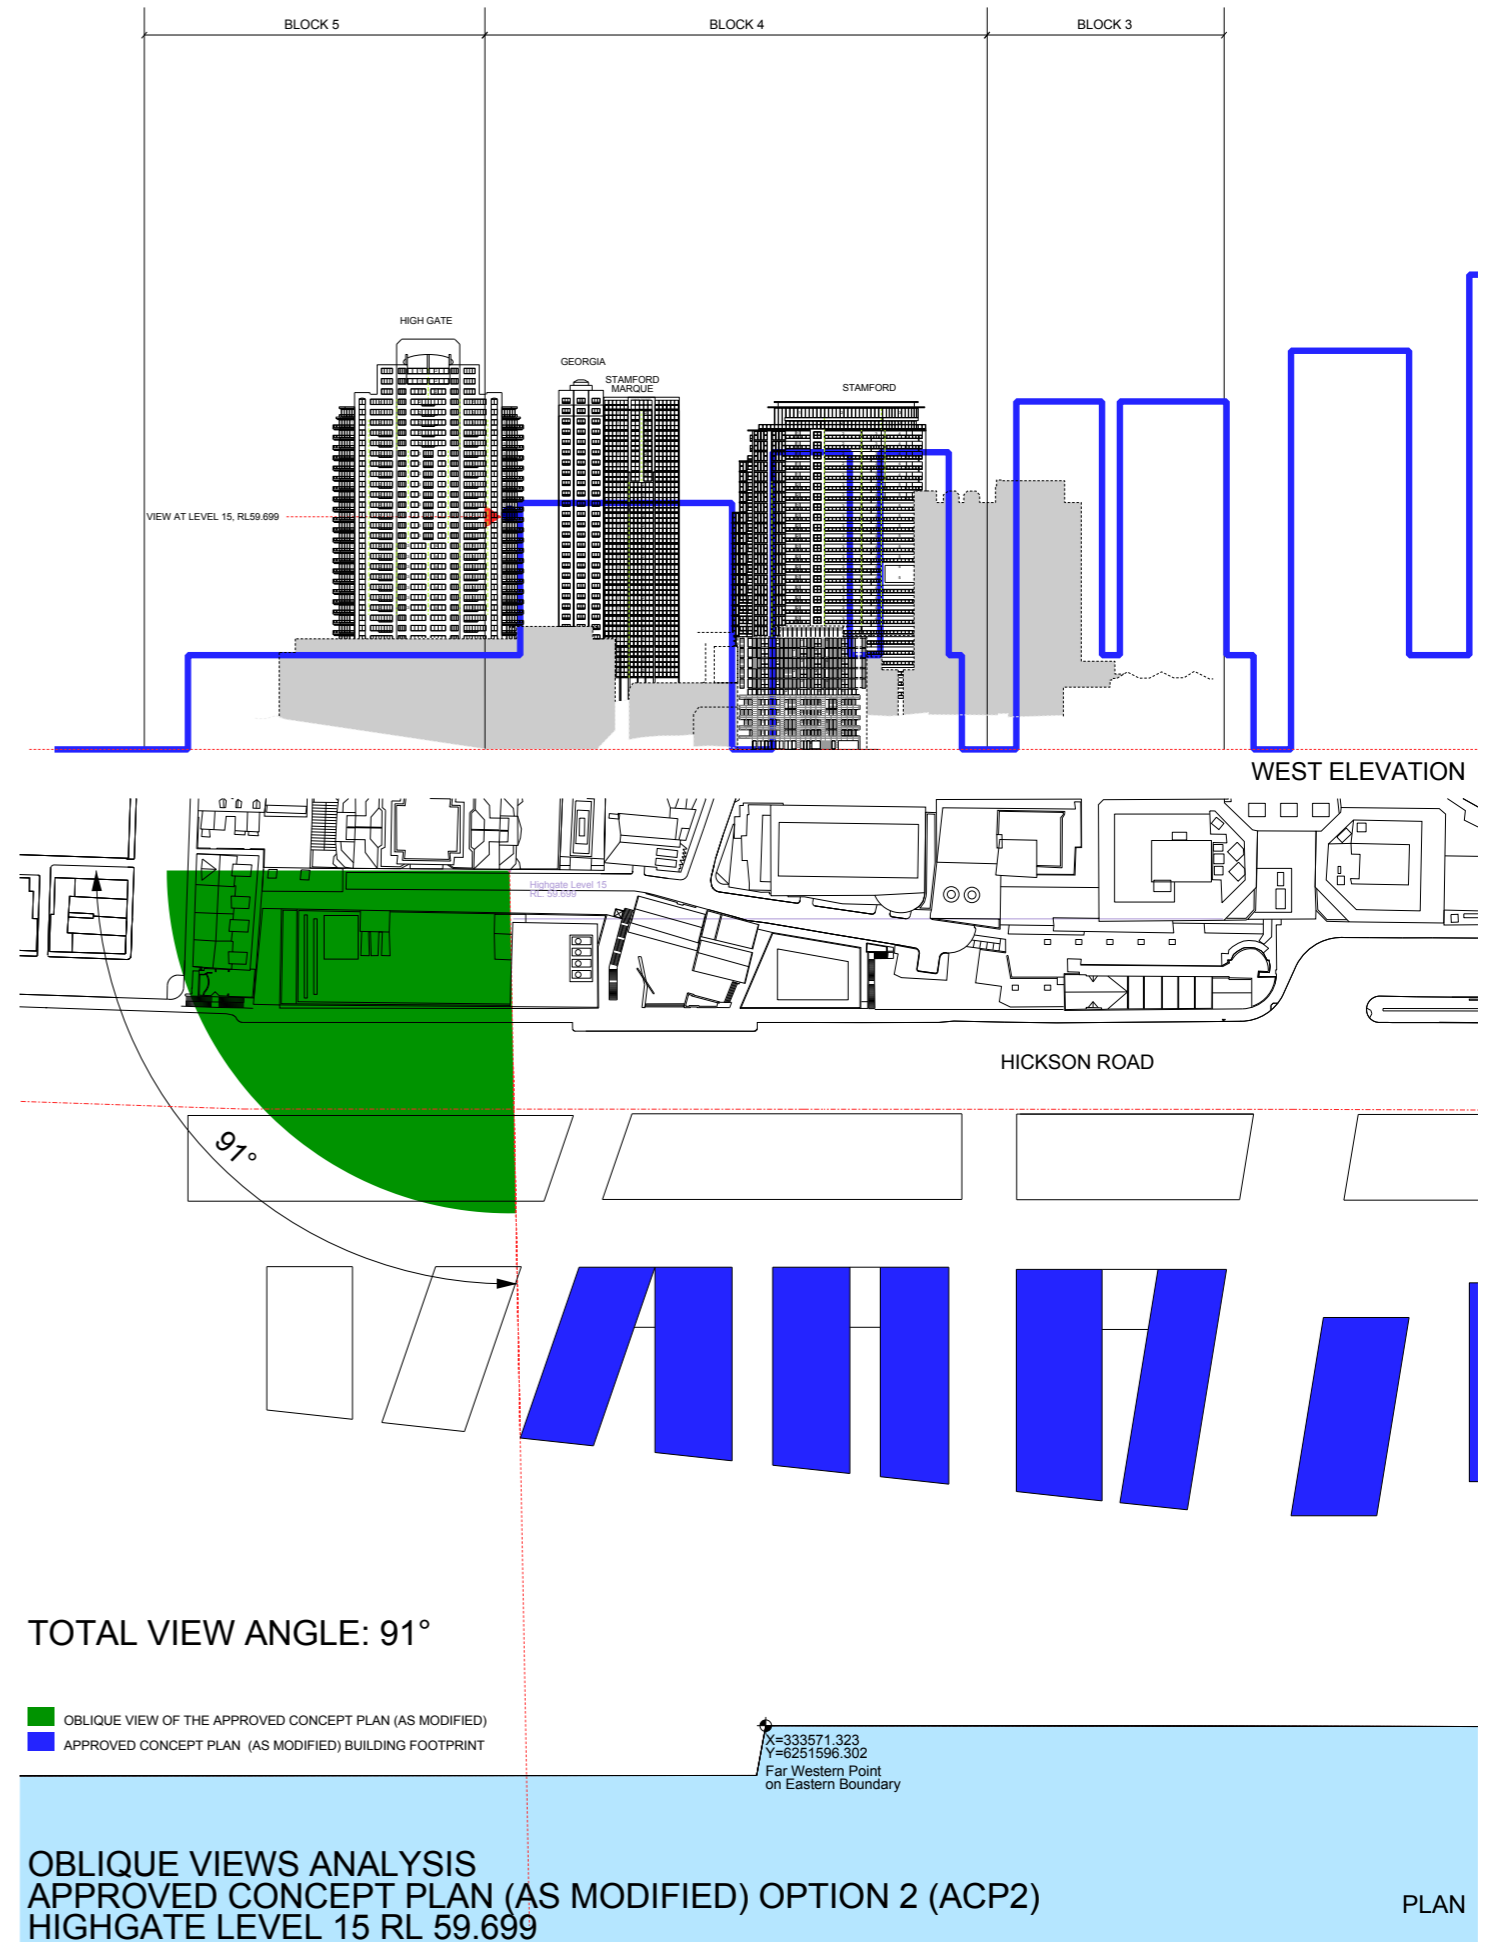 BLOCK 5
BLOCK 4
BLOCK 3
HIGH GATE
GEORGIA
STAMFORD
MARQUE
STAMFORD
VIEW AT LEVEL 15, RL59.699
WEST ELEVATION
Highgate Level 15
RL. 59.699
HICKSON ROAD
91°
TOTAL VIEW ANGLE: 91°
OBLIQUE VIEW OF THE APPROVED CONCEPT PLAN (AS MODIFIED)
APPROVED CONCEPT PLAN (AS MODIFIED) BUILDING FOOTPRINT
X=333571.323
Y=6251596.302
Far Western Point
on Eastern Boundary
OBLIQUE VIEWS ANALYSIS
APPROVED CONCEPT PLAN (AS MODIFIED) OPTION 2 (ACP2)
HIGHGATE LEVEL 15 RL 59.699
PLAN